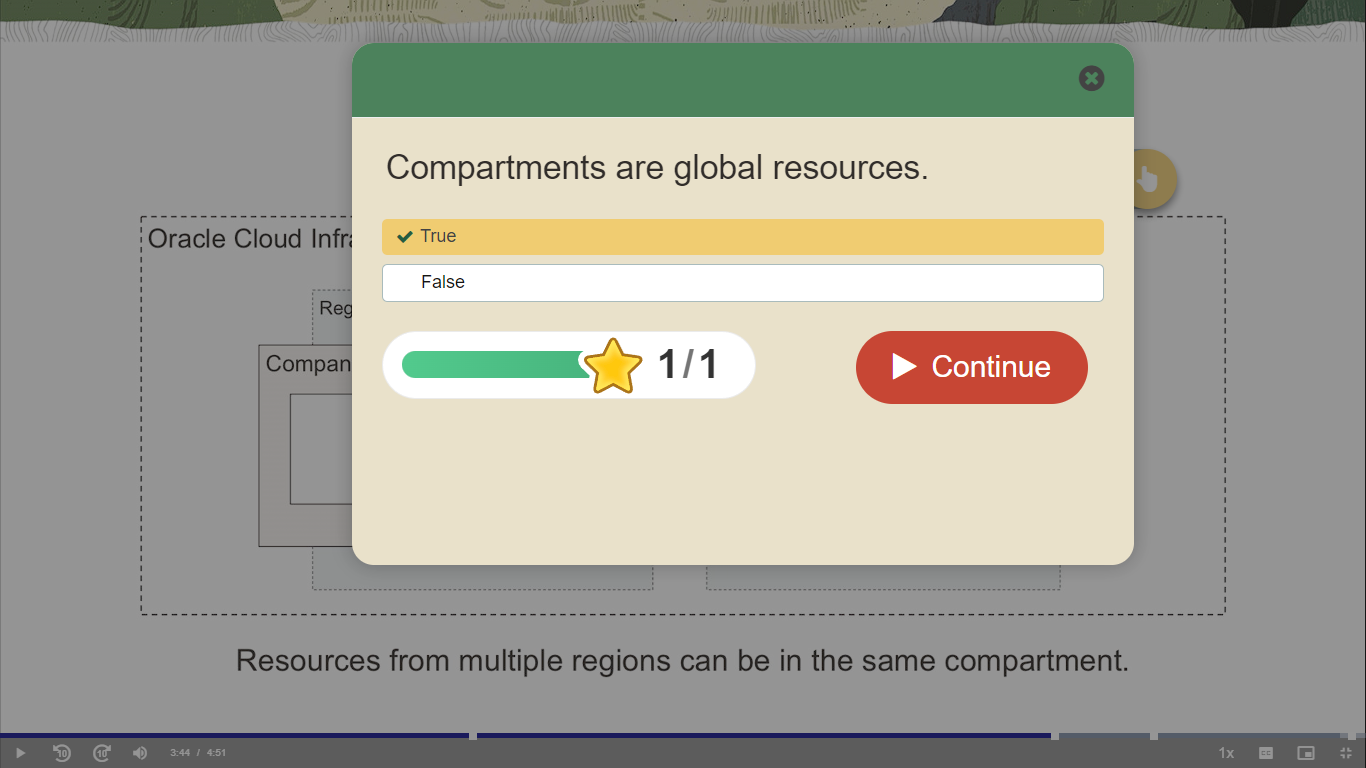 Compartments are global resources.
True
False
1/1
Continue
Oracle Cloud Infra
Reg
Compan
Resources from multiple regions can be in the same compartment.
10
10
3:44 / 4:51
1x
CC